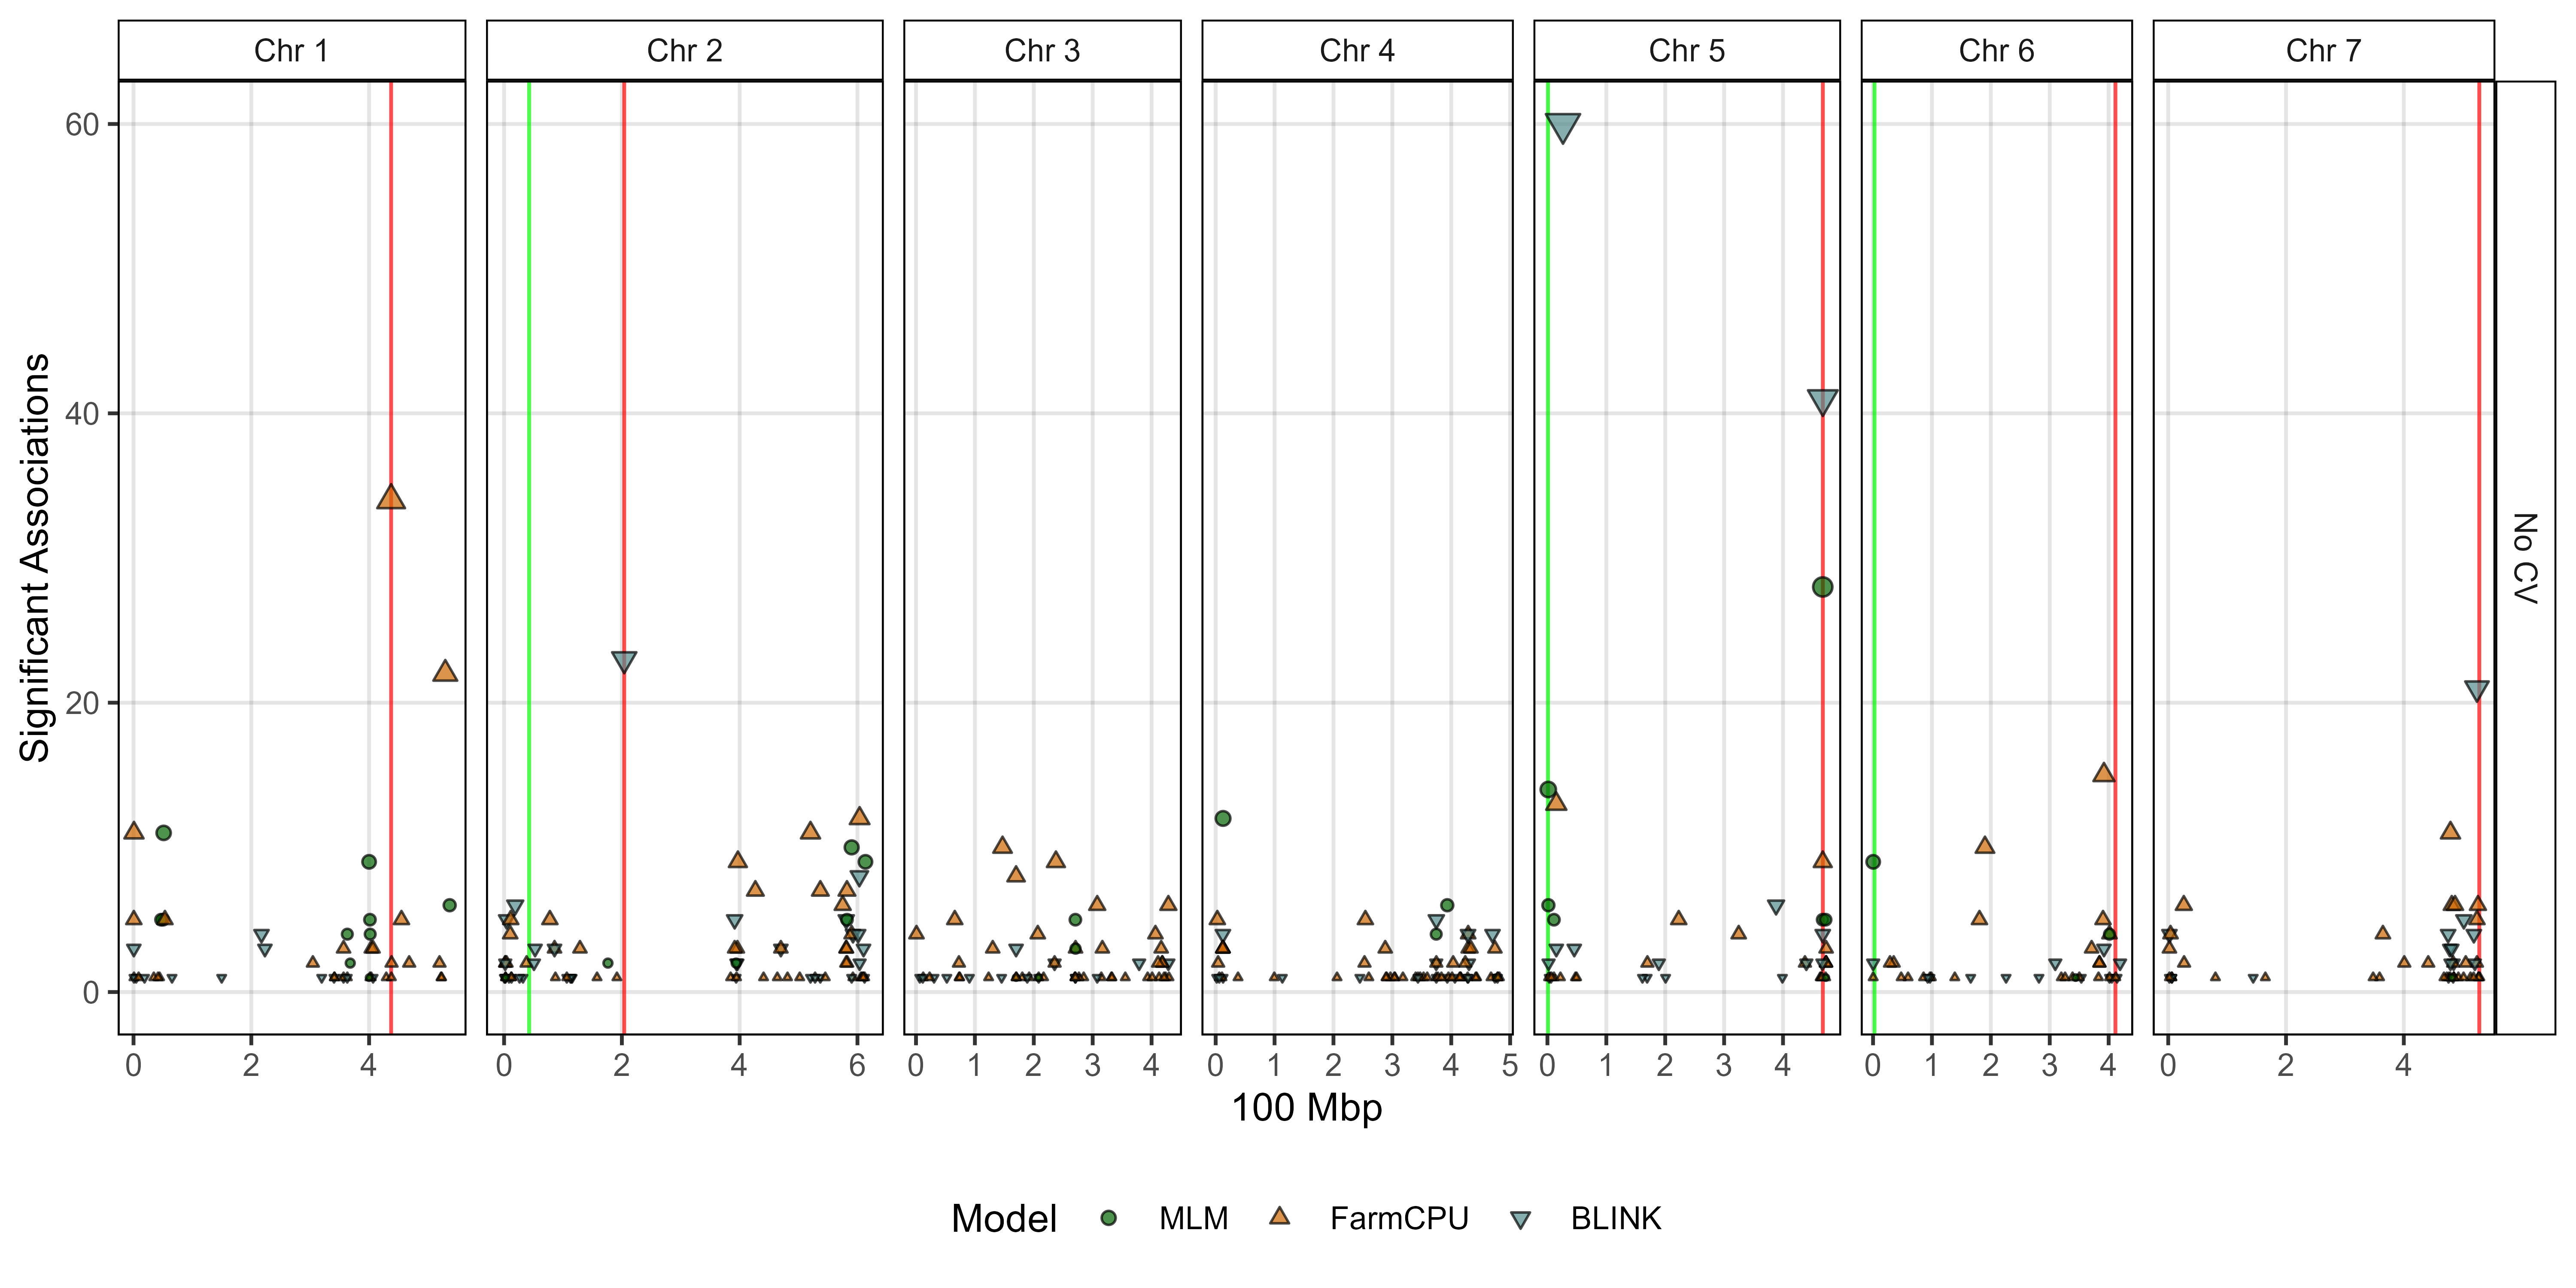 Chr 1 Chr 2 Chr 3 Chr 4 Chr 5 Chr 6 Chr 7
60
40
20
0
Significant Associations
No CV
0 2 4 0 2 4 6 0 1 2 3 4 0 1 2 3 4 5 0 1 2 3 4 0 1 2 3 4 0 2 4
100 Mbp
Model MLM FarmCPU BLINK